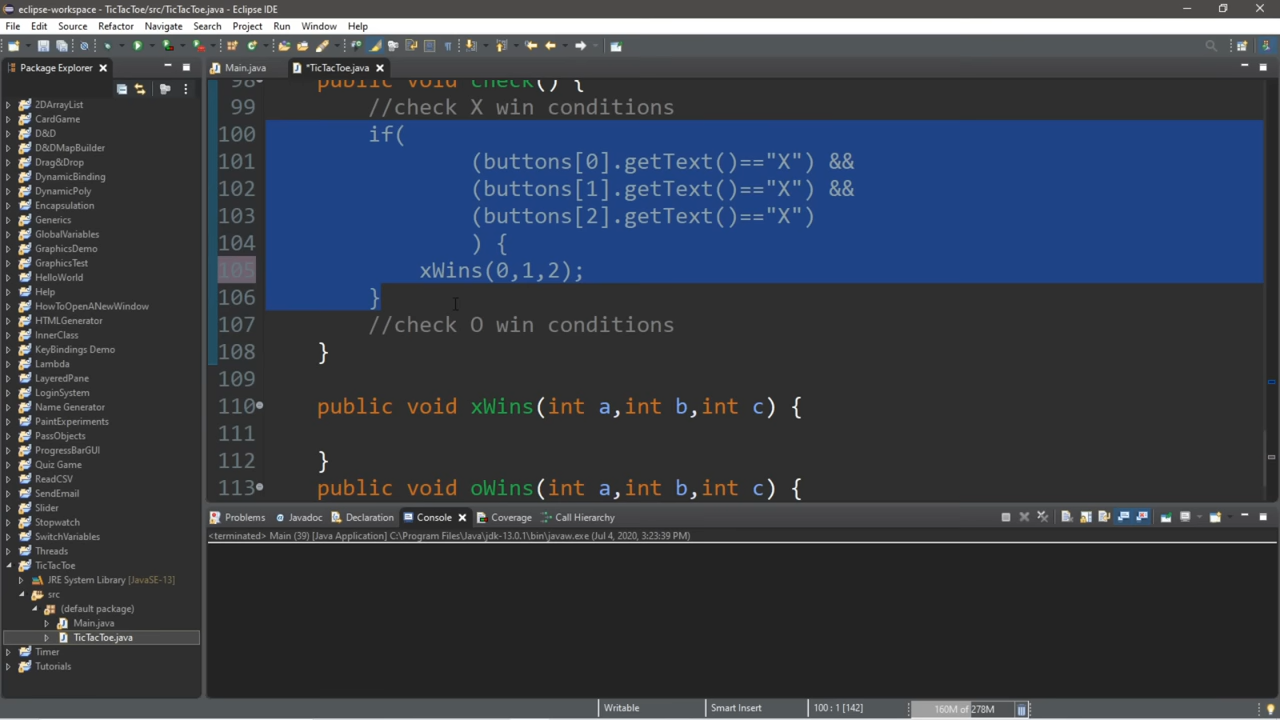 eclipse-workspace - TicTacToe/src/TicTacToe.java - Eclipse IDE
File Edit Source Refactor Navigate Search Project Run Window Help
Package Explorer
Main.java
*TicTacToe.java
2DArrayList
CardGame
D&D
D&DMapBuilder
Drag&Drop
DynamicBinding
DynamicPoly
Encapsulation
Generics
GlobalVariables
GraphicsDemo
GraphicsTest
HelloWorld
Help
HowToOpenANewWindow
HTMLGenerator
InnerClass
KeyBindings Demo
Lambda
LayeredPane
LoginSystem
Name Generator
PaintExperiments
PassObjects
ProgressBarGUI
Quiz Game
ReadCSV
SendEmail
Slider
Stopwatch
SwitchVariables
Threads
TicTacToe
JRE System Library [JavaSE-13]
src
(default package)
Main.java
TicTacToe.java
Timer
Tutorials
98 public void check() {
99 //check X win conditions
100 if(
101 (buttons[0].getText()=="X") &&
102 (buttons[1].getText()=="X") &&
103 (buttons[2].getText()=="X")
104 ) {
105 xWins(0,1,2);
106 }
107 //check O win conditions
108 }
109
110 public void xWins(int a,int b,int c) {
111
112 }
113 public void oWins(int a,int b,int c) {
Problems Javadoc Declaration Console Coverage Call Hierarchy
<terminated> Main (39) [Java Application] C:\Program Files\Java\jdk-13.0.1\bin\javaw.exe (Jul 4, 2020, 3:23:39 PM)
Writable Smart Insert 100 : 1 [142] 160M of 278M